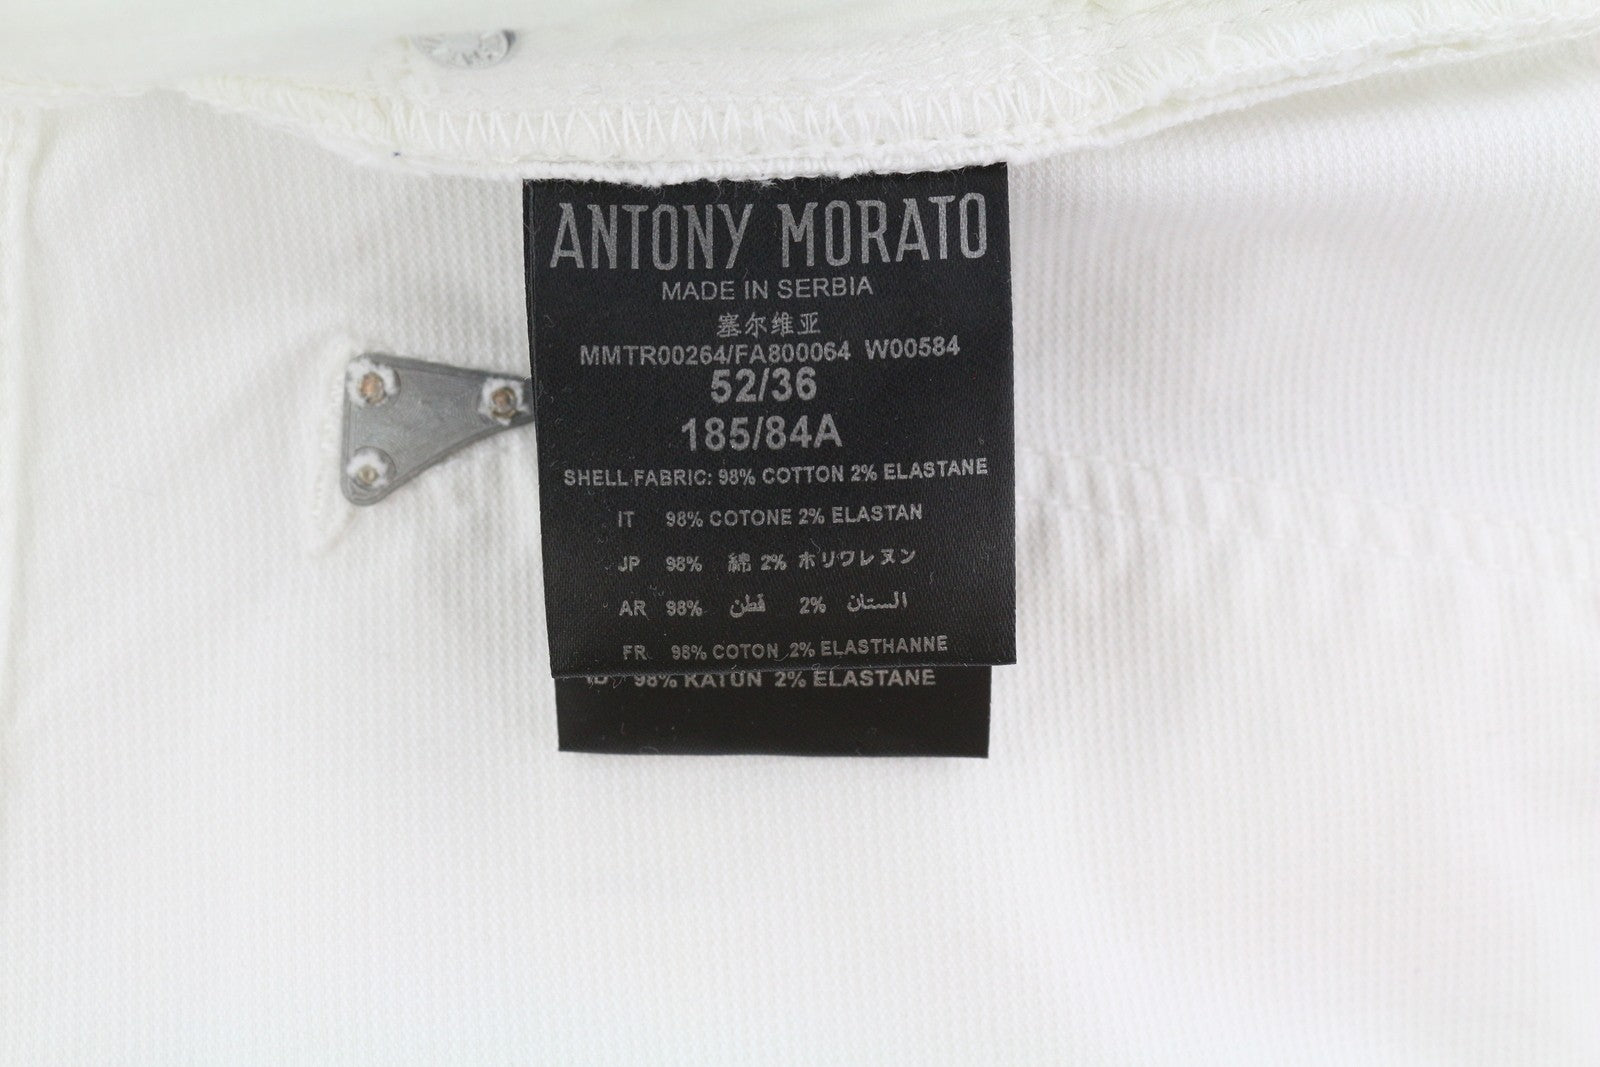 ANTONY MORATO
MADE IN SERBIA
塞尔维亚
MMTR00264/FA800064 W00584
52/36
185/84A
SHELL FABRIC: 98% COTTON 2% ELASTANE
IT 98% COTONE 2% ELASTAN
JP 98% 綿 2% ホリワレヌン
AR 98% قطن 2% الستان
FR 98% COTON 2% ELASTHANNE
98% KATUN 2% ELASTANE